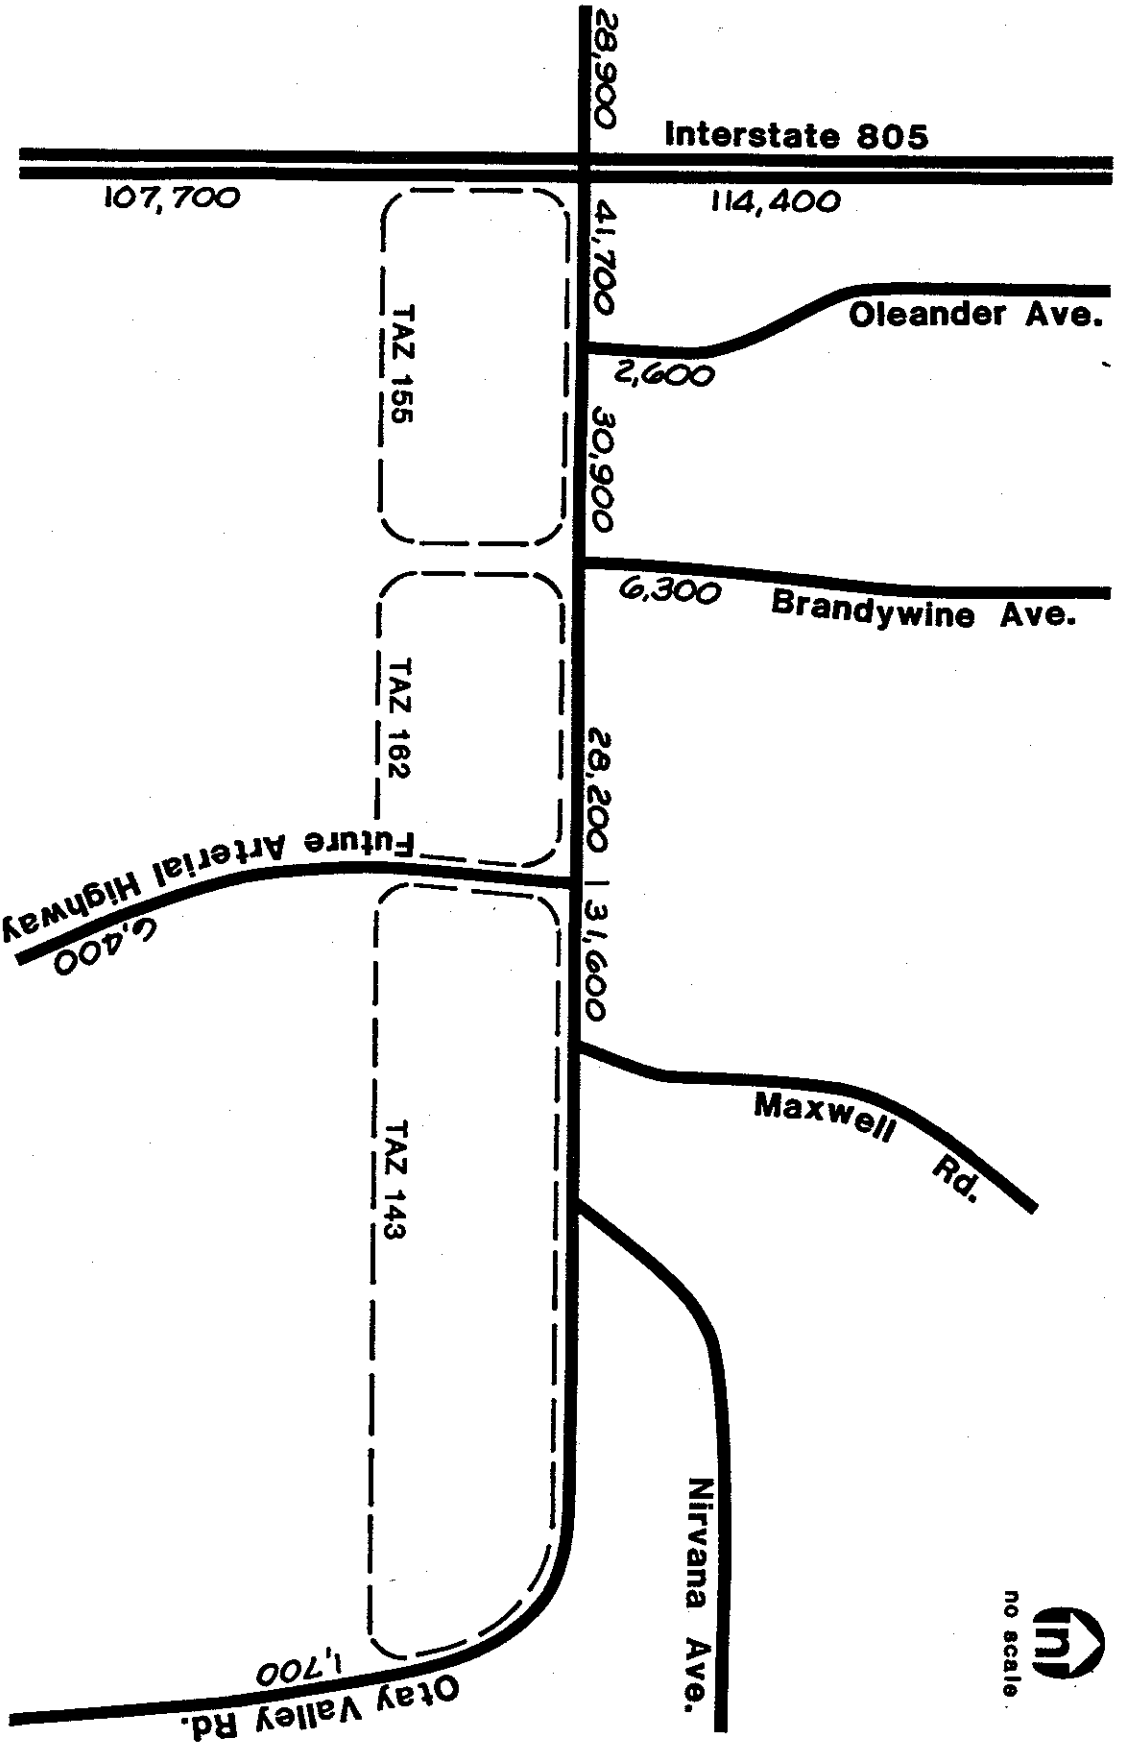 28,900
Interstate 805
107,700
114,400
41,700
Oleander Ave.
2,600
TAZ 155
30,900
6,300
Brandywine Ave.
TAZ 162
28,200
Future Arterial Highway
6,400
31,600
Maxwell Rd.
TAZ 143
Nirvana Ave.
n
no scale
1,700
Otay Valley Rd.